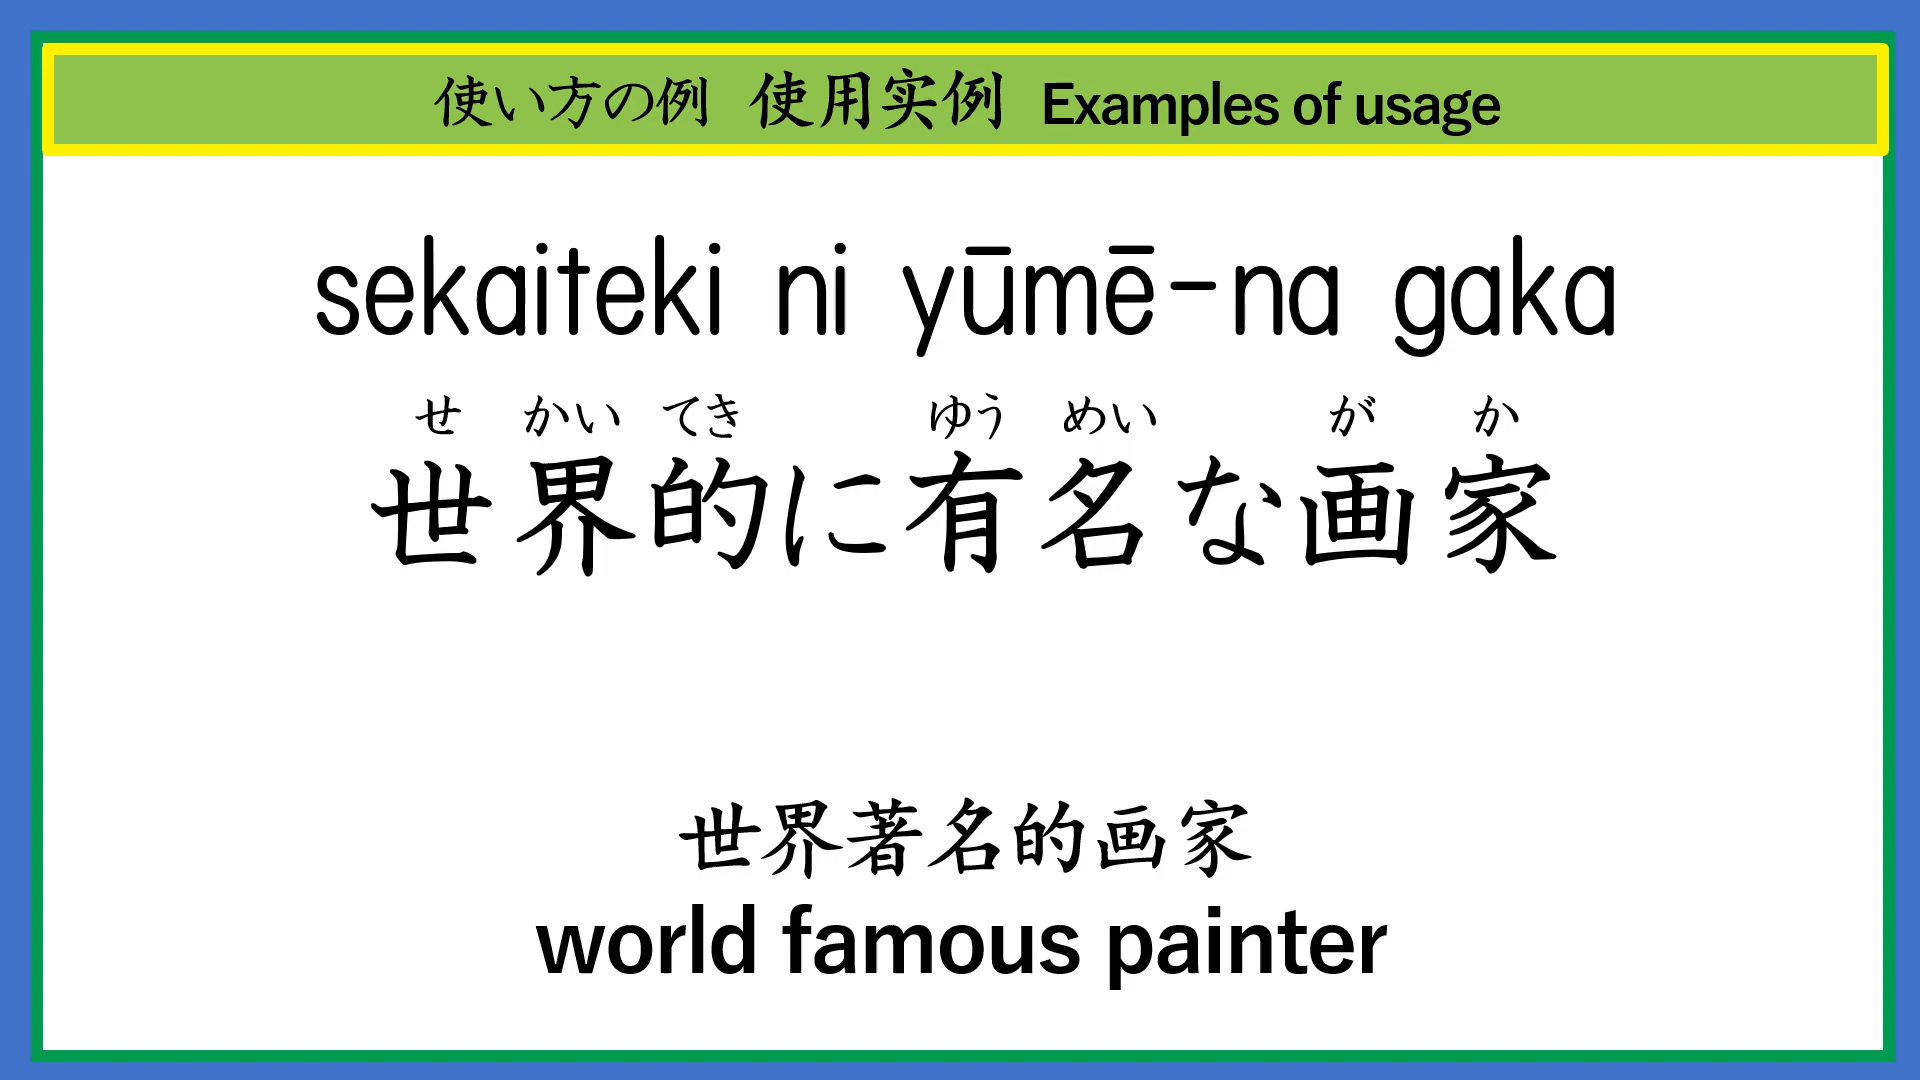 使い方の例 使用实例 Examples of usage
sekaiteki ni yūmē-na gaka
せ かい てき ゆう めい が か
世界的に有名な画家
世界著名的画家
world famous painter